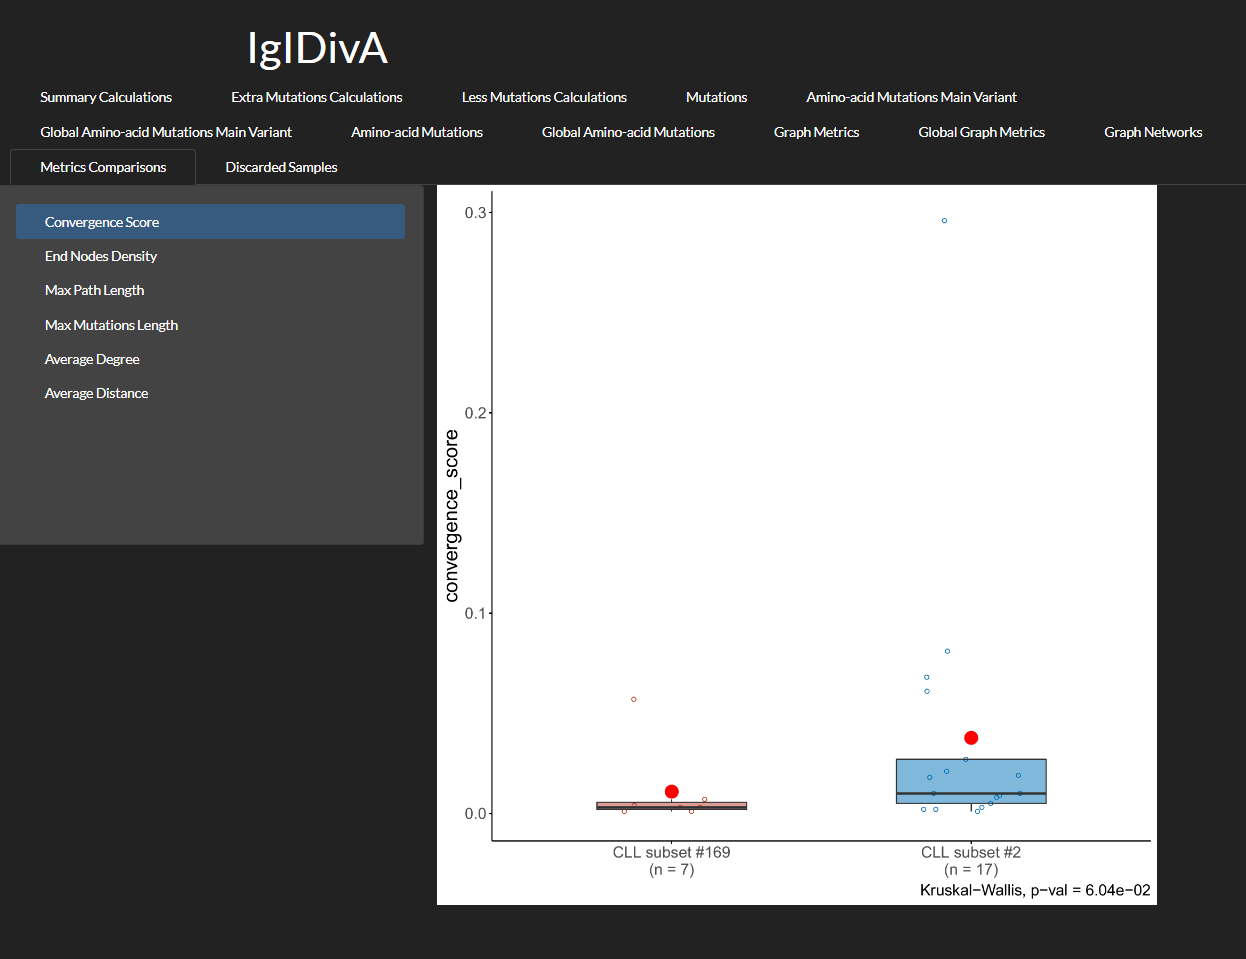 IgIDivA
Summary Calculations Extra Mutations Calculations Less Mutations Calculations Mutations Amino-acid Mutations Main Variant
Global Amino-acid Mutations Main Variant Amino-acid Mutations Global Amino-acid Mutations Graph Metrics Global Graph Metrics Graph Networks
Metrics Comparisons Discarded Samples
Convergence Score
End Nodes Density
Max Path Length
Max Mutations Length
Average Degree
Average Distance
convergence_score
0.3
0.2
0.1
0.0
CLL subset #169 CLL subset #2
(n = 7) (n = 17)
Kruskal−Wallis, p−val = 6.04e−02